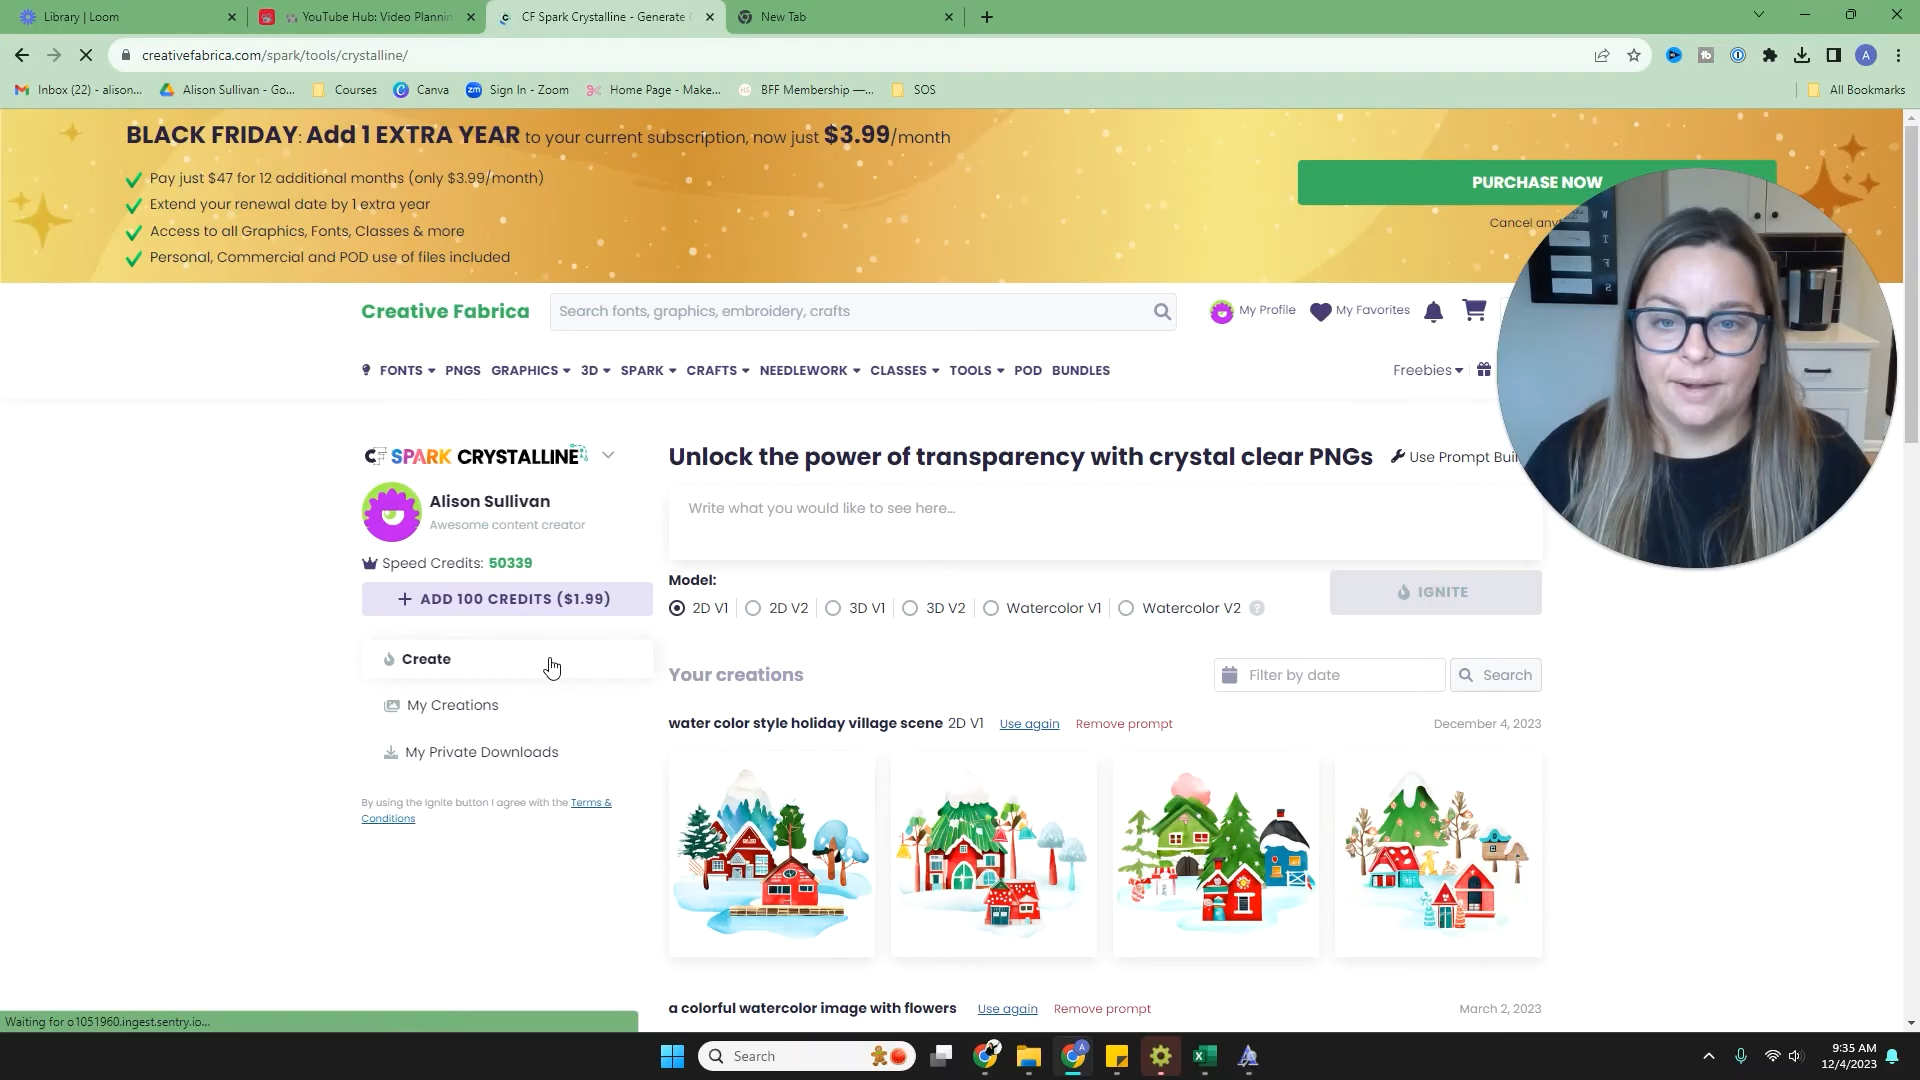 Library | Loom
YouTube Hub: Video Plannin
CF Spark Crystalline - Generate
New Tab
creativefabrica.com/spark/tools/crystalline/
Inbox (22) - alison...
Alison Sullivan - Go...
Courses
Canva
Sign In - Zoom
Home Page - Make...
BFF Membership —...
SOS
All Bookmarks
BLACK FRIDAY: Add 1 EXTRA YEAR to your current subscription, now just $3.99/month
Pay just $47 for 12 additional months (only $3.99/month)
Extend your renewal date by 1 extra year
Access to all Graphics, Fonts, Classes & more
Personal, Commercial and POD use of files included
PURCHASE NOW
Cancel any
Creative Fabrica
Search fonts, graphics, embroidery, crafts
My Profile
My Favorites
FONTS PNGS GRAPHICS 3D SPARK CRAFTS NEEDLEWORK CLASSES TOOLS POD BUNDLES
Freebies
CF SPARK CRYSTALLINE
Unlock the power of transparency with crystal clear PNGs
Use Prompt Buil
Alison Sullivan
Awesome content creator
Write what you would like to see here...
Speed Credits: 50339
+ ADD 100 CREDITS ($1.99)
Model:
2D V1 2D V2 3D V1 3D V2 Watercolor V1 Watercolor V2 ?
IGNITE
Create
My Creations
My Private Downloads
By using the Ignite button I agree with the Terms &
Conditions
Your creations
Filter by date
Search
water color style holiday village scene 2D V1 Use again Remove prompt
December 4, 2023
a colorful watercolor image with flowers Use again Remove prompt
March 2, 2023
Waiting for o1051960.ingest.sentry.io...
Search
9:35 AM
12/4/2023